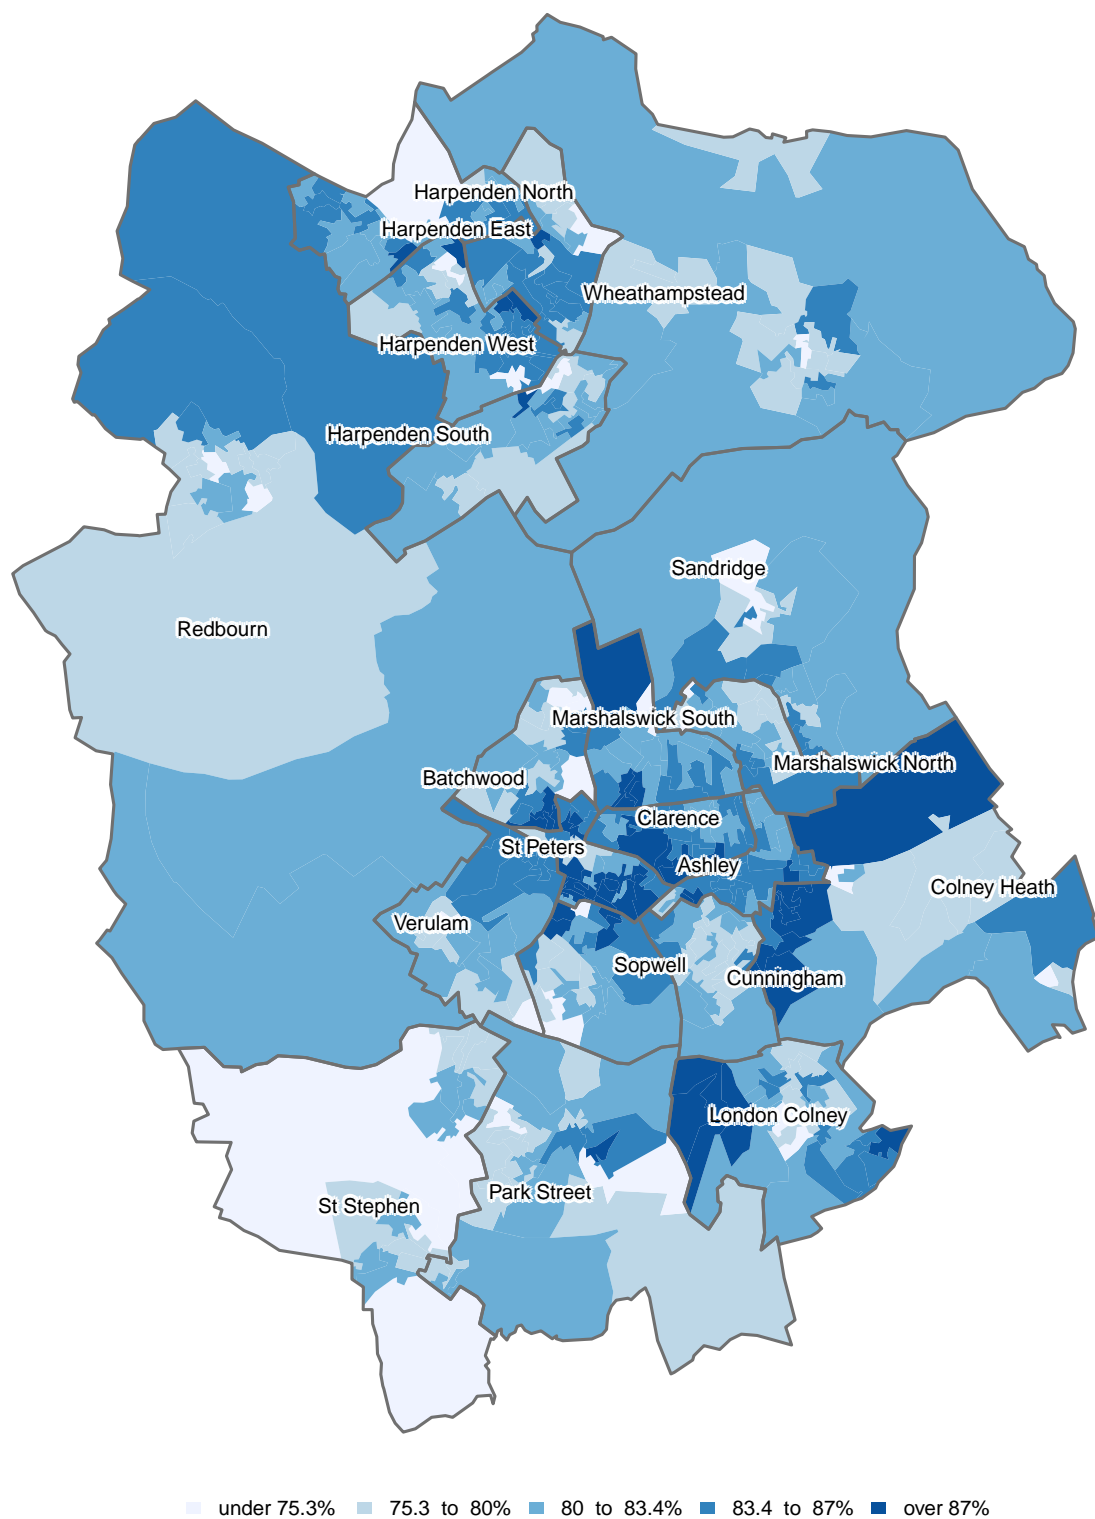 Harpenden North
Harpenden East
Wheathampstead
Harpenden West
Harpenden South
Sandridge
Redbourn
Marshalswick South
Marshalswick North
Batchwood
Clarence
St Peters
Ashley
Colney Heath
Verulam
Sopwell
Cunningham
London Colney
Park Street
St Stephen
under 75.3% 75.3 to 80% 80 to 83.4% 83.4 to 87% over 87%